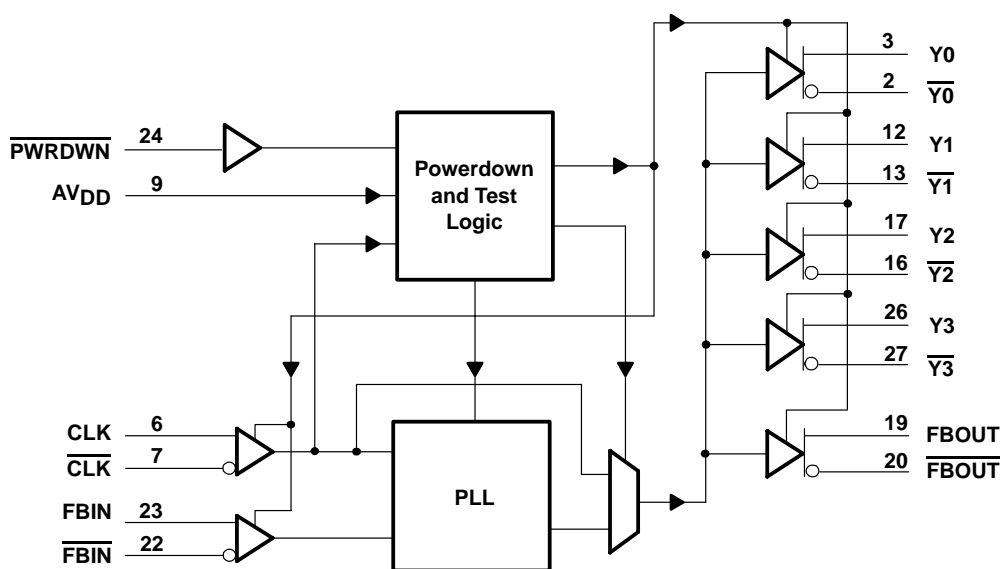 3 Y0
2 Y0
24
PWRDWN
12 Y1
9
AVDD
Powerdown
and Test
Logic
13 Y1
17 Y2
16 Y2
26 Y3
27 Y3
6
CLK
7
CLK
19 FBOUT
20 FBOUT
23
FBIN
22
FBIN
PLL